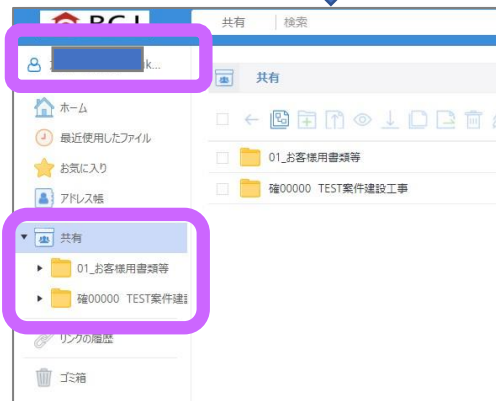 共有 検索
k...
共有
ホーム
最近使用したファイル
01_お客様用書類等
お気に入り
確00000 TEST案件建設工事
アドレス帳
共有
01_お客様用書類等
確00000 TEST案件建
リンクの履歴
ゴミ箱